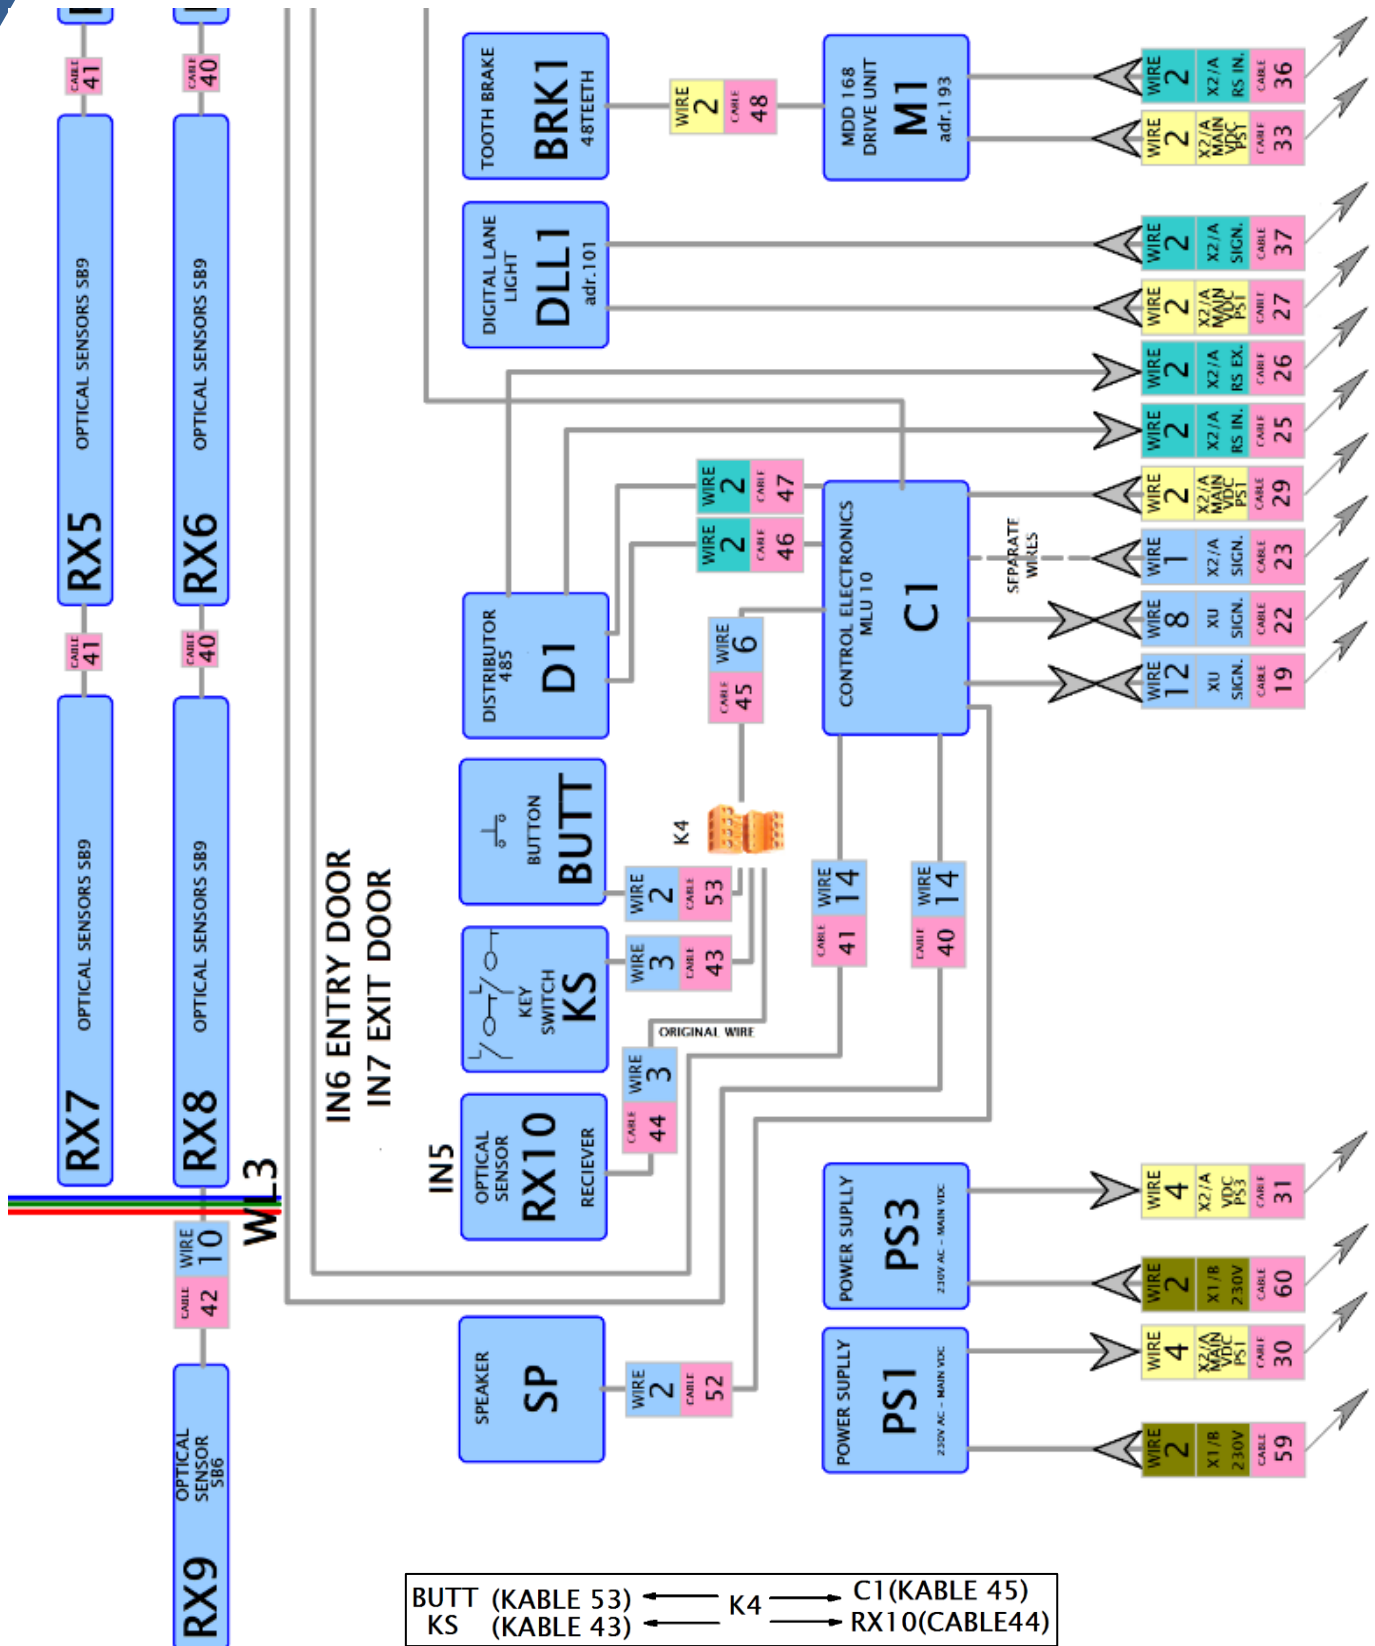 CABLE
41
CABLE
40
RX5
OPTICAL SENSORS SB9
RX6
OPTICAL SENSORS SB9
CABLE
41
CABLE
40
RX7
OPTICAL SENSORS SB9
RX8
OPTICAL SENSORS SB9
WL3
WIRE
10
CABLE
42
RX9
OPTICAL
SENSOR
SB6
IN6 ENTRY DOOR
IN7 EXIT DOOR
TOOTH BRAKE
BRK1
48TEETH
WIRE
2
CABLE
48
MDD 168
DRIVE UNIT
M1
adr.193
DIGITAL LANE
LIGHT
DLL1
adr.101
DISTRIBUTOR
485
D1
WIRE
2
CABLE
47
WIRE
2
CABLE
46
CONTROL ELECTRONICS
MLU 10
C1
SEPARATE
WIRES
WIRE
6
CABLE
45
K4
BUTTON
BUTT
WIRE
2
CABLE
53
KEY
SWITCH
KS
WIRE
3
CABLE
43
ORIGINAL WIRE
WIRE
3
CABLE
44
IN5
OPTICAL
SENSOR
RX10
RECIEVER
WIRE
14
CABLE
41
WIRE
14
CABLE
40
SPEAKER
SP
WIRE
2
CABLE
52
POWER SUPLLY
PS3
230V AC - MAIN VDC
POWER SUPLLY
PS1
230V AC - MAIN VDC
WIRE
2
X2/A
RS IN.
CABLE
36
WIRE
2
X2/A
MAIN
VDC
PS1
CABLE
33
WIRE
2
X2/A
SIGN.
CABLE
37
WIRE
2
X2/A
MAIN
VDC
PS1
CABLE
27
WIRE
2
X2/A
RS EX.
CABLE
26
WIRE
2
X2/A
RS IN.
CABLE
25
WIRE
2
X2/A
MAIN
VDC
PS1
CABLE
29
WIRE
1
X2/A
SIGN.
CABLE
23
WIRE
8
XU
SIGN.
CABLE
22
WIRE
12
XU
SIGN.
CABLE
19
WIRE
4
X2/A
VDC
PS3
CABLE
31
WIRE
2
X1/B
230V
CABLE
60
WIRE
4
X2/A
MAIN
VDC
PS1
CABLE
30
WIRE
2
X1/B
230V
CABLE
59
BUTT (KABLE 53) K4 C1(KABLE 45)
KS (KABLE 43) RX10(CABLE44)